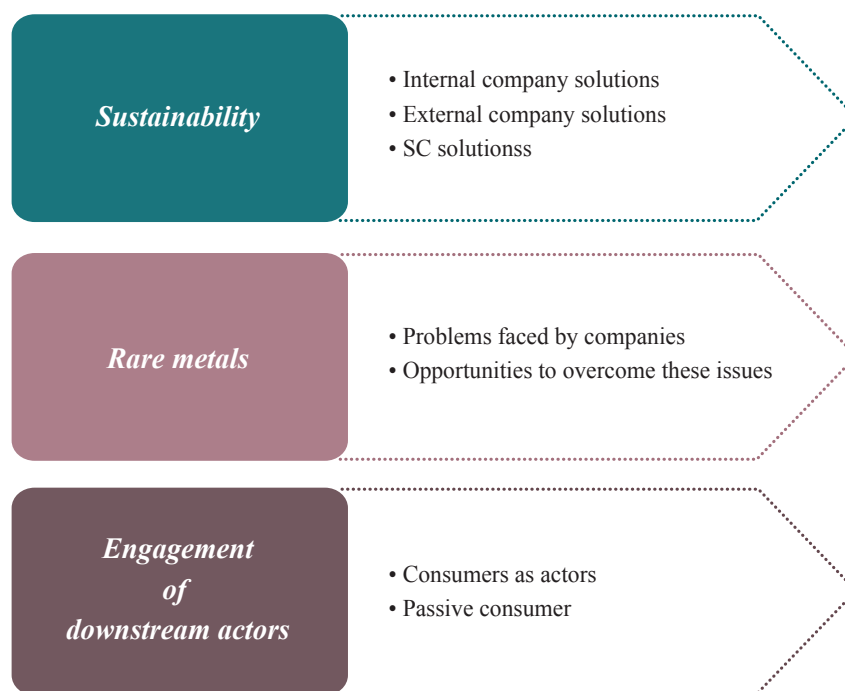 Sustainability
• Internal company solutions
• External company solutions
• SC solutionss
Rare metals
• Problems faced by companies
• Opportunities to overcome these issues
Engagement
of
downstream actors
• Consumers as actors
• Passive consumer